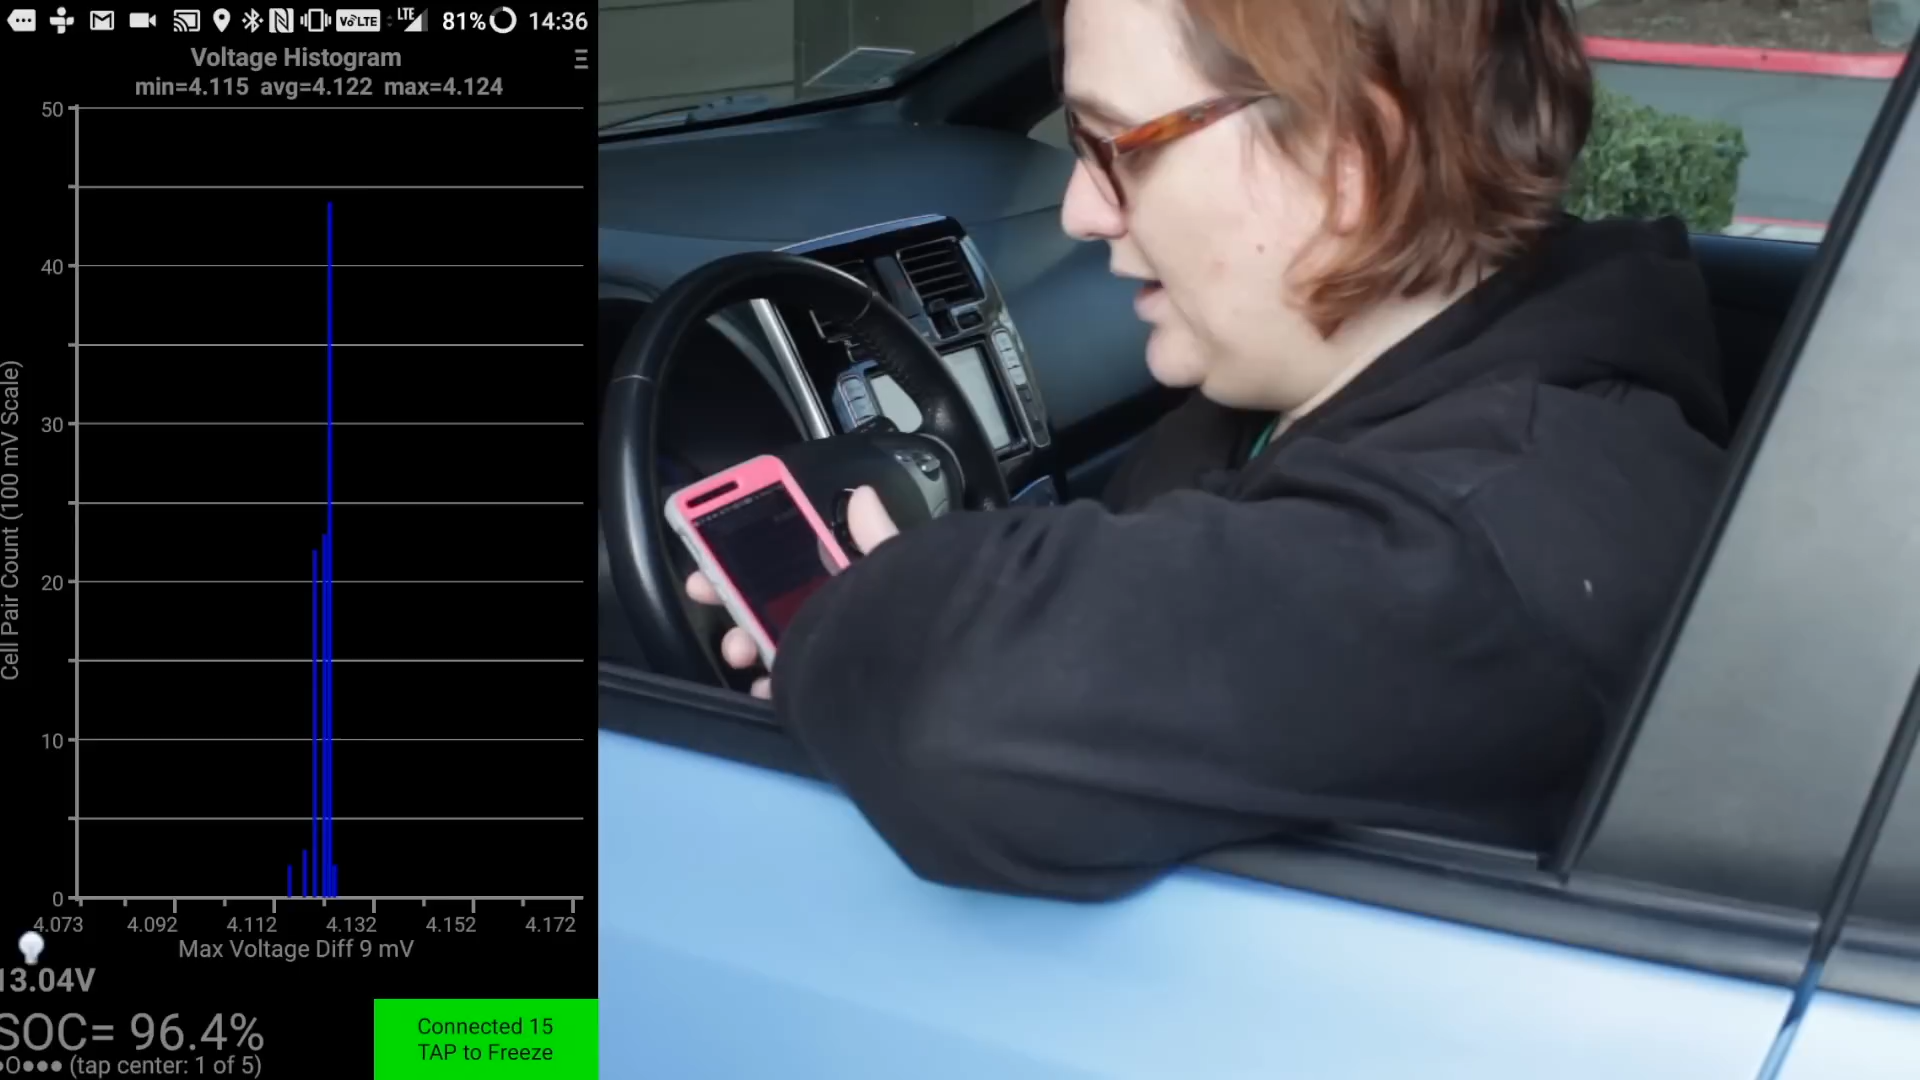 VoLTE LTE 81% 14:36
Voltage Histogram
min=4.115 avg=4.122 max=4.124
50
40
30
20
10
0
Cell Pair Count (100 mV Scale)
4.073 4.092 4.112 4.132 4.152 4.172
Max Voltage Diff 9 mV
13.04V
SOC= 96.4%
(tap center: 1 of 5)
Connected 15
TAP to Freeze